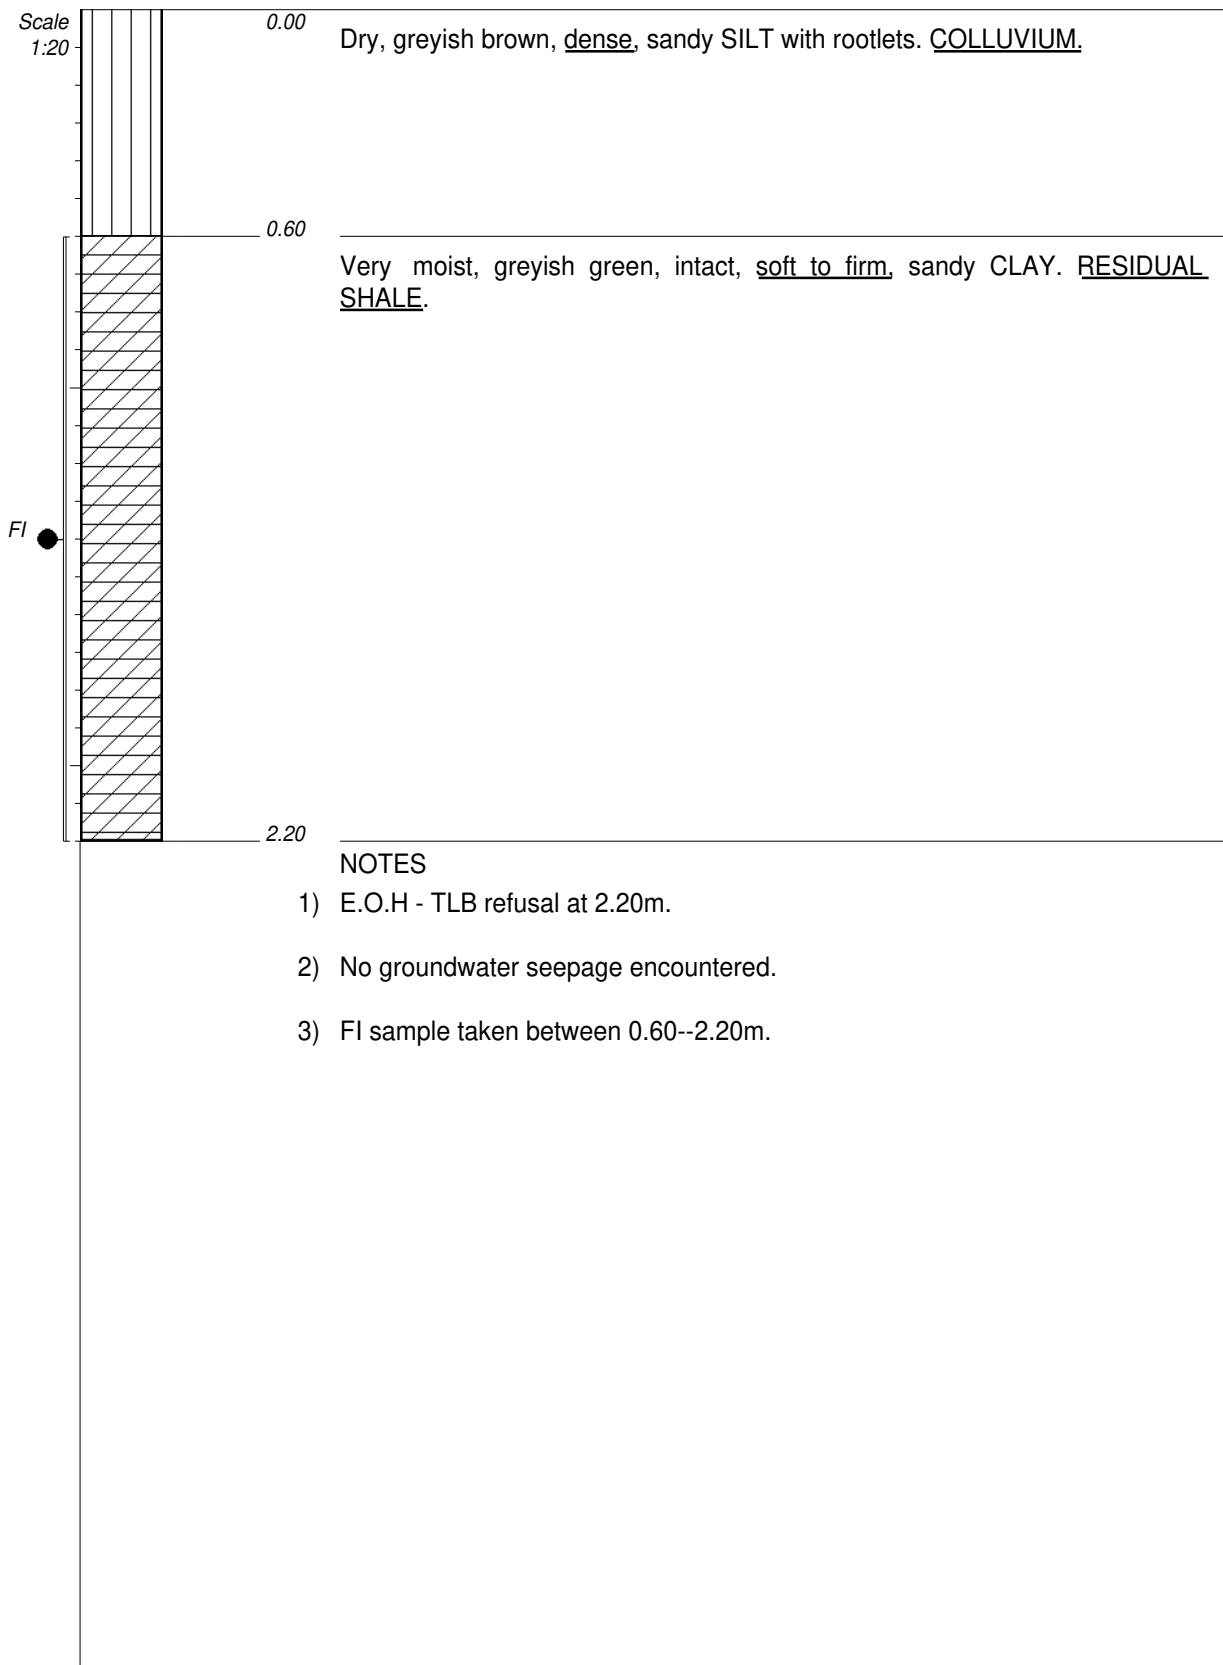 Scale
1:20
0.00
Dry, greyish brown, dense, sandy SILT with rootlets. COLLUVIUM.
0.60
Very moist, greyish green, intact, soft to firm, sandy CLAY. RESIDUAL
SHALE.
FI
2.20
NOTES
1) E.O.H - TLB refusal at 2.20m.
2) No groundwater seepage encountered.
3) FI sample taken between 0.60--2.20m.